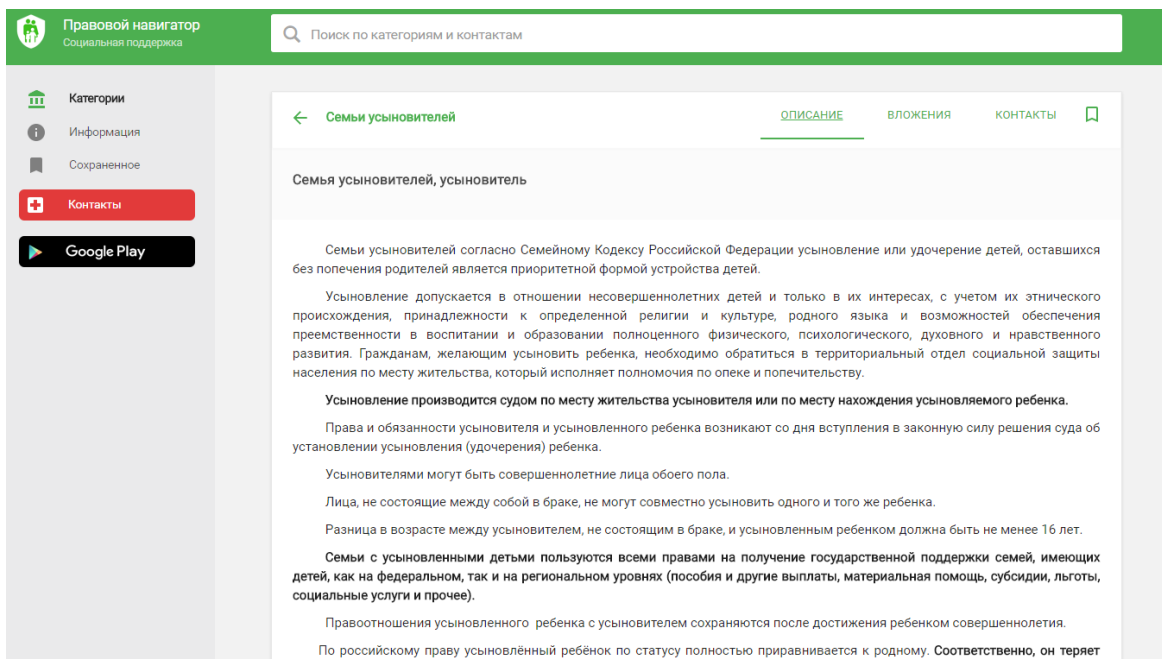 Правовой навигатор
Социальная поддержка
Поиск по категориям и контактам
Категории
Информация
Сохраненное
Контакты
Google Play
Семьи усыновителей
ОПИСАНИЕ
ВЛОЖЕНИЯ
КОНТАКТЫ
Семья усыновителей, усыновитель
Семьи усыновителей согласно Семейному Кодексу Российской Федерации усыновление или удочерение детей, оставшихся
без попечения родителей является приоритетной формой устройства детей.
Усыновление допускается в отношении несовершеннолетних детей и только в их интересах, с учетом их этнического
происхождения, принадлежности к определенной религии и культуре, родного языка и возможностей обеспечения
преемственности в воспитании и образовании полноценного физического, психологического, духовного и нравственного
развития. Гражданам, желающим усыновить ребенка, необходимо обратиться в территориальный отдел социальной защиты
населения по месту жительства, который исполняет полномочия по опеке и попечительству.
Усыновление производится судом по месту жительства усыновителя или по месту нахождения усыновляемого ребенка.
Права и обязанности усыновителя и усыновленного ребенка возникают со дня вступления в законную силу решения суда об
установлении усыновления (удочерения) ребенка.
Усыновителями могут быть совершеннолетние лица обоего пола.
Лица, не состоящие между собой в браке, не могут совместно усыновить одного и того же ребенка.
Разница в возрасте между усыновителем, не состоящим в браке, и усыновленным ребенком должна быть не менее 16 лет.
Семьи с усыновленными детьми пользуются всеми правами на получение государственной поддержки семей, имеющих
детей, как на федеральном, так и на региональном уровнях (пособия и другие выплаты, материальная помощь, субсидии, льготы,
социальные услуги и прочее).
Правоотношения усыновленного ребенка с усыновителем сохраняются после достижения ребенком совершеннолетия.
По российскому праву усыновлённый ребёнок по статусу полностью приравнивается к родному. Соответственно, он теряет